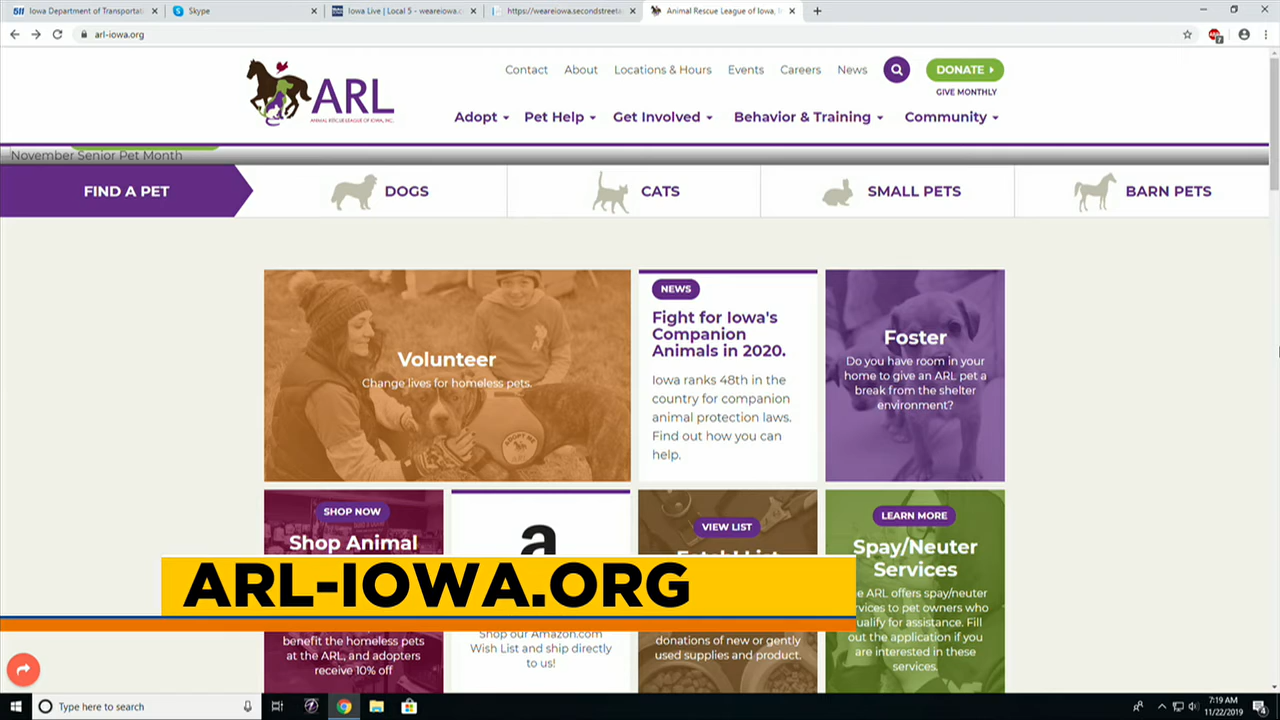 Iowa Department of Transportat
Skype
Iowa Live | Local 5 - weareiowa.c
https://weareiowa.secondstreeta
Animal Rescue League of Iowa, I
arl-iowa.org
Contact
About
Locations & Hours
Events
Careers
News
DONATE
GIVE MONTHLY
ARL
ANIMAL RESCUE LEAGUE OF IOWA, INC.
Adopt
Pet Help
Get Involved
Behavior & Training
Community
November Senior Pet Month
FIND A PET
DOGS
CATS
SMALL PETS
BARN PETS
Volunteer
Change lives for homeless pets.
ADOPT ME
NEWS
Fight for Iowa's
Companion
Animals in 2020.
Iowa ranks 48th in the
country for companion
animal protection laws.
Find out how you can
help.
Foster
Do you have room in your
home to give an ARL pet a
break from the shelter
environment?
SHOP NOW
Shop Animal
benefit the homeless pets
at the ARL, and adopters
receive 10% off
a
Shop our Amazon.com
Wish List and ship directly
to us!
VIEW LIST
donations of new or gently
used supplies and product.
LEARN MORE
Spay/Neuter
Services
e ARL offers spay/neuter
rvices to pet owners who
ualify for assistance. Fill
out the application if you
are interested in these
services.
ARL-IOWA.ORG
Type here to search
7:19 AM
11/22/2019
4